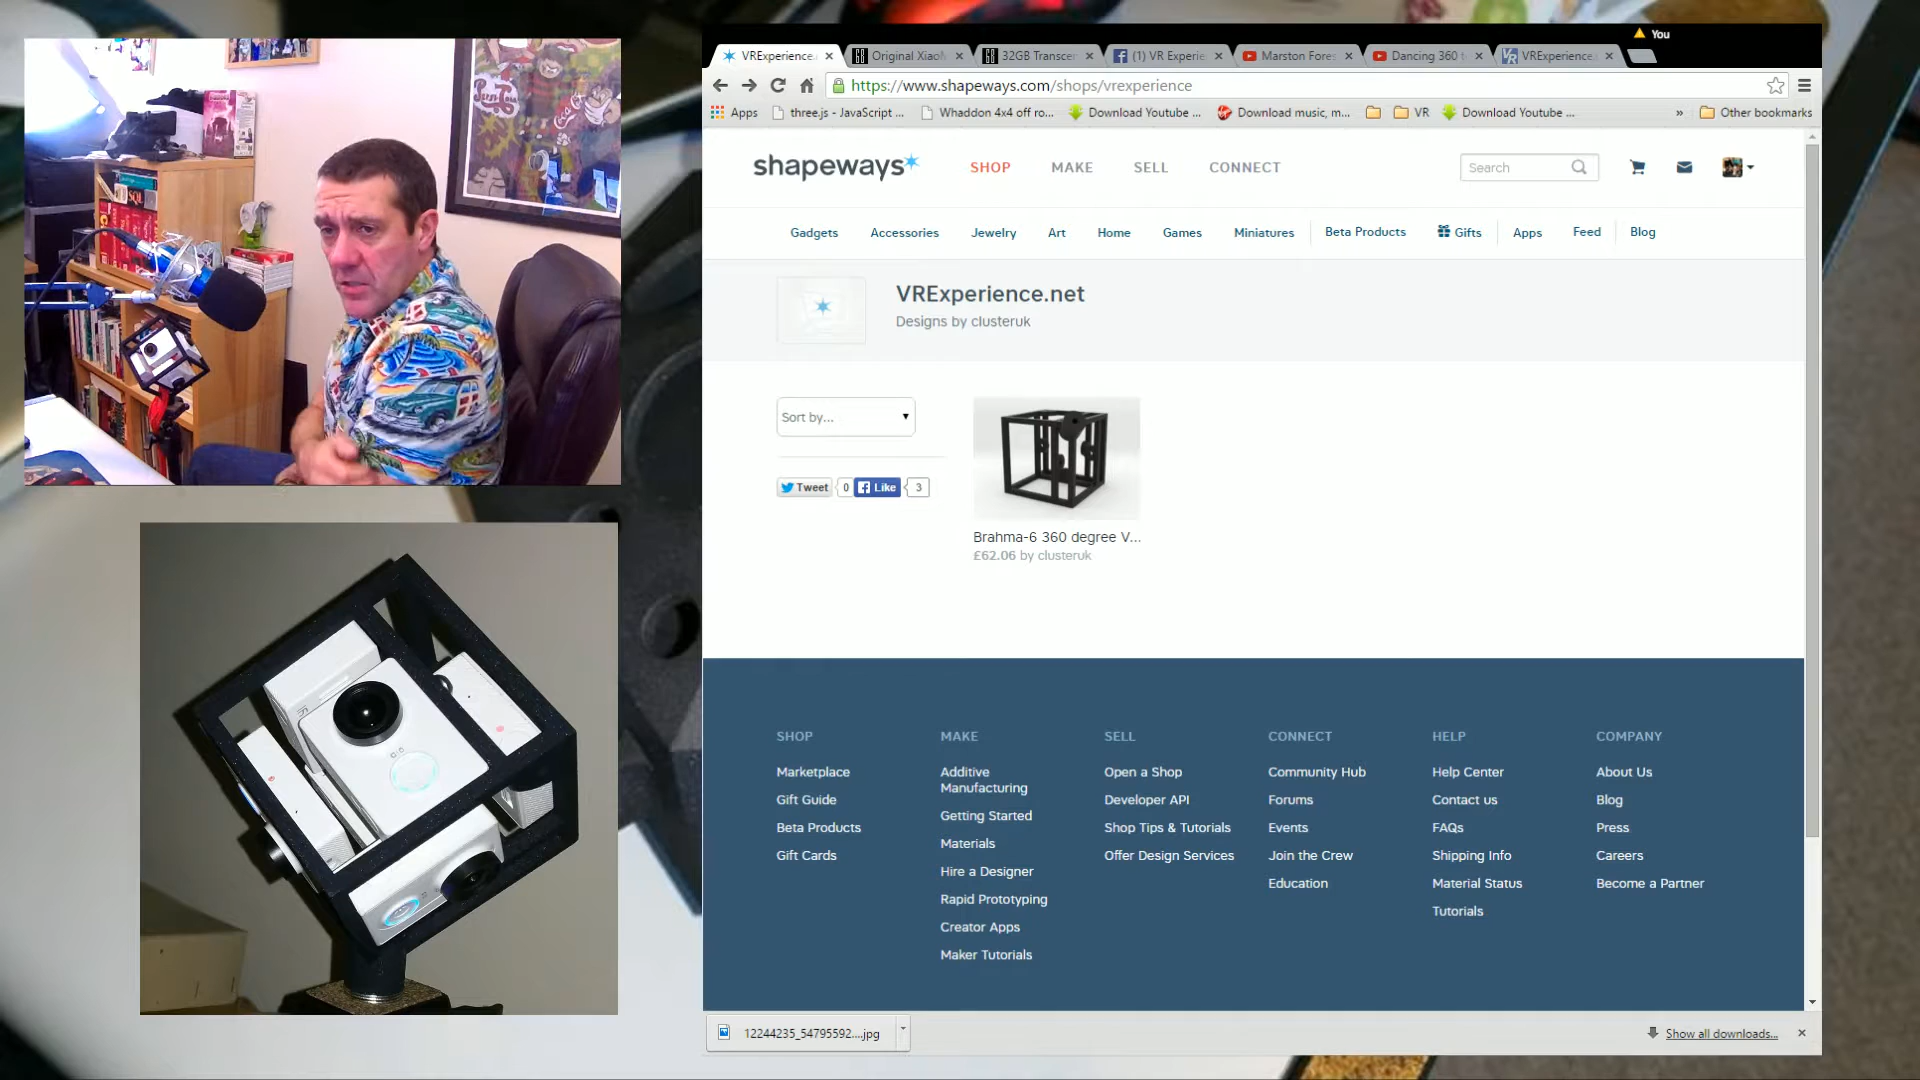 VRExperience.
Original Xiaol
32GB Transcen
(1) VR Experie
Marston Fores
Dancing 360 t
VRExperience.
You
https://www.shapeways.com/shops/vrexperience
Apps
three.js - JavaScript ...
Whaddon 4x4 off ro...
Download Youtube ...
Download music, m...
VR
Download Youtube ...
»
Other bookmarks
shapeways
SHOP
MAKE
SELL
CONNECT
Search
Gadgets
Accessories
Jewelry
Art
Home
Games
Miniatures
Beta Products
Gifts
Apps
Feed
Blog
VRExperience.net
Designs by clusteruk
Sort by...
Tweet
0
Like
3
Brahma-6 360 degree V...
£62.06 by clusteruk
SHOP
Marketplace
Gift Guide
Beta Products
Gift Cards
MAKE
Additive
Manufacturing
Getting Started
Materials
Hire a Designer
Rapid Prototyping
Creator Apps
Maker Tutorials
SELL
Open a Shop
Developer API
Shop Tips & Tutorials
Offer Design Services
CONNECT
Community Hub
Forums
Events
Join the Crew
Education
HELP
Help Center
Contact us
FAQs
Shipping Info
Material Status
Tutorials
COMPANY
About Us
Blog
Press
Careers
Become a Partner
12244235_54795592....jpg
Show all downloads...
SQL